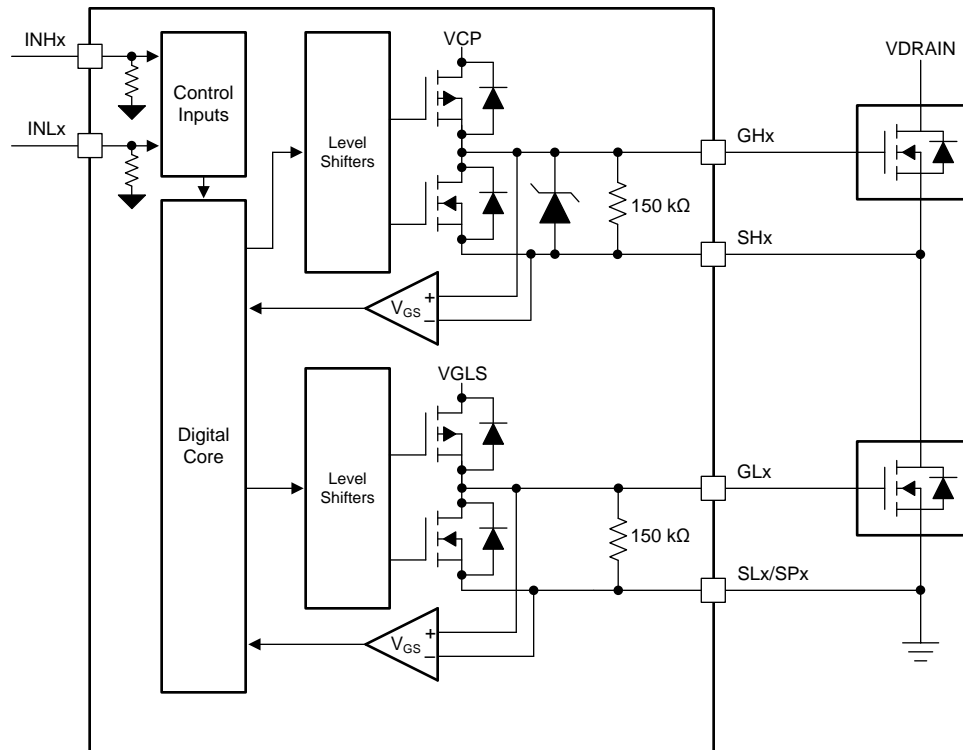 INHx
INLx
Control
Inputs
Digital
Core
Level
Shifters
VCP
VGS
+
−
150 kΩ
GHx
SHx
VDRAIN
Level
Shifters
VGLS
VGS
+
−
150 kΩ
GLx
SLx/SPx